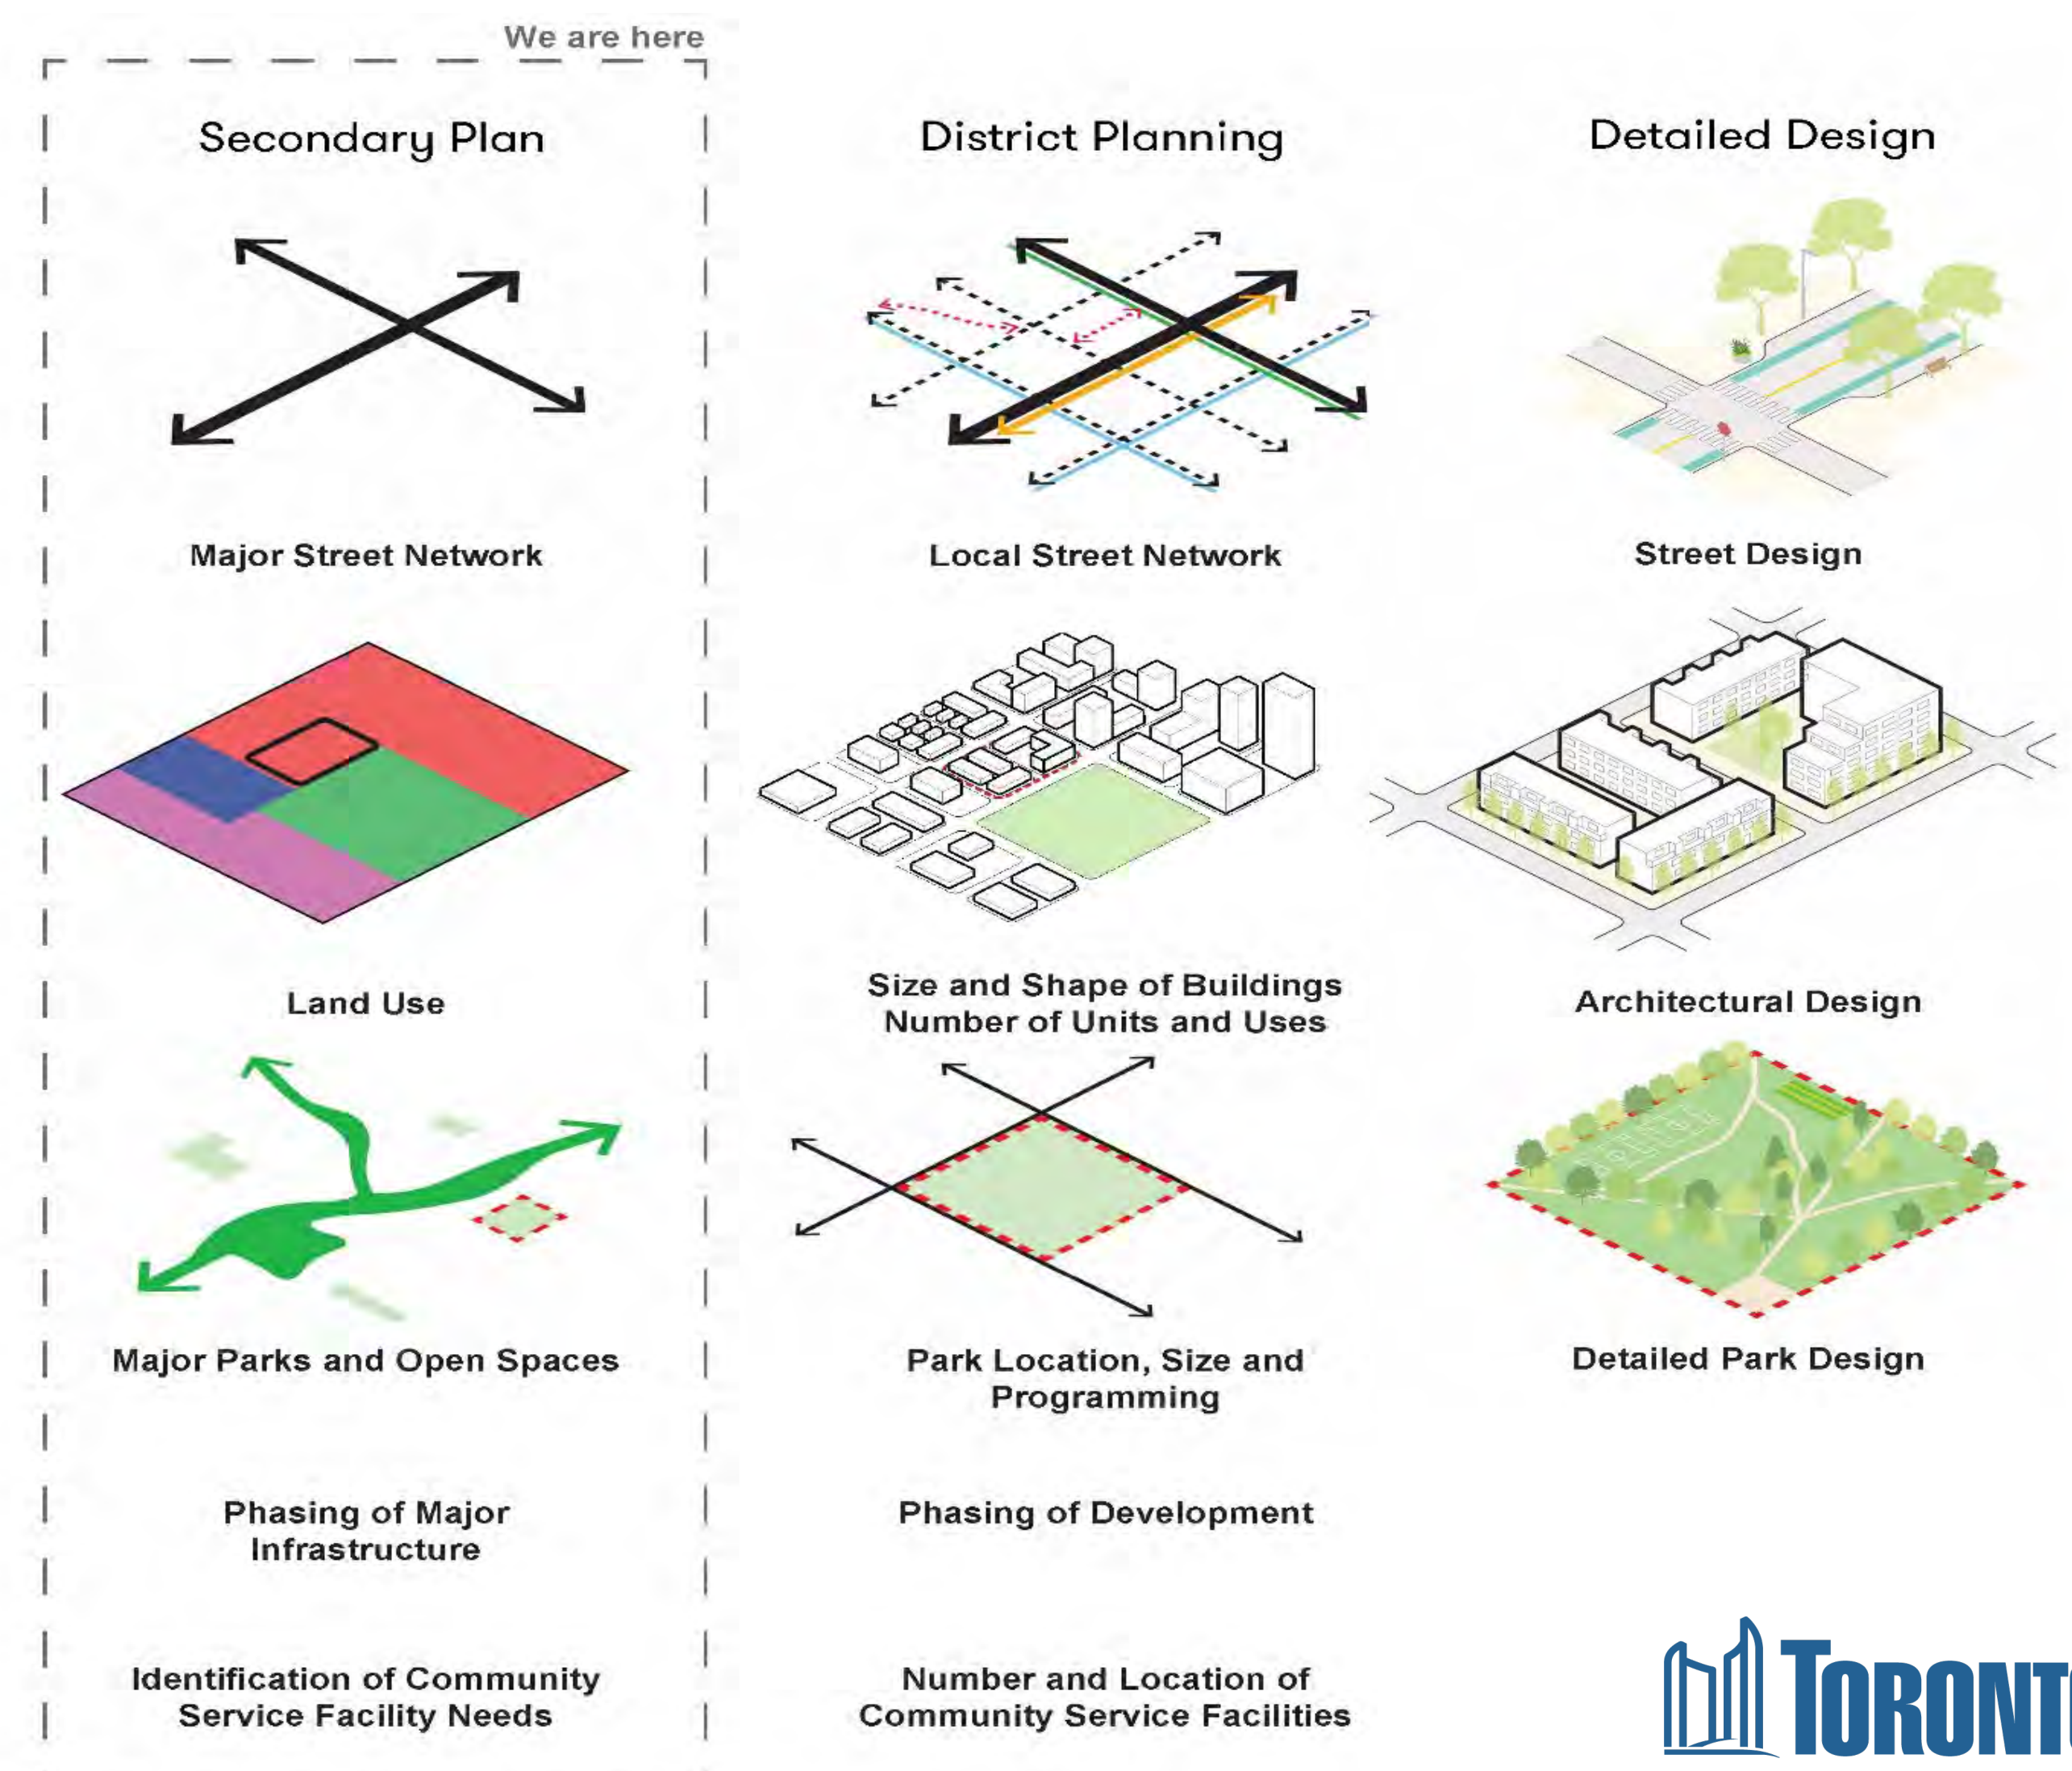 We are here
Secondary Plan
Major Street Network
Land Use
Major Parks and Open Spaces
Phasing of Major
Infrastructure
Identification of Community
Service Facility Needs
District Planning
Local Street Network
Size and Shape of Buildings
Number of Units and Uses
Park Location, Size and
Programming
Phasing of Development
Number and Location of
Community Service Facilities
Detailed Design
Street Design
Architectural Design
Detailed Park Design
TORONTO